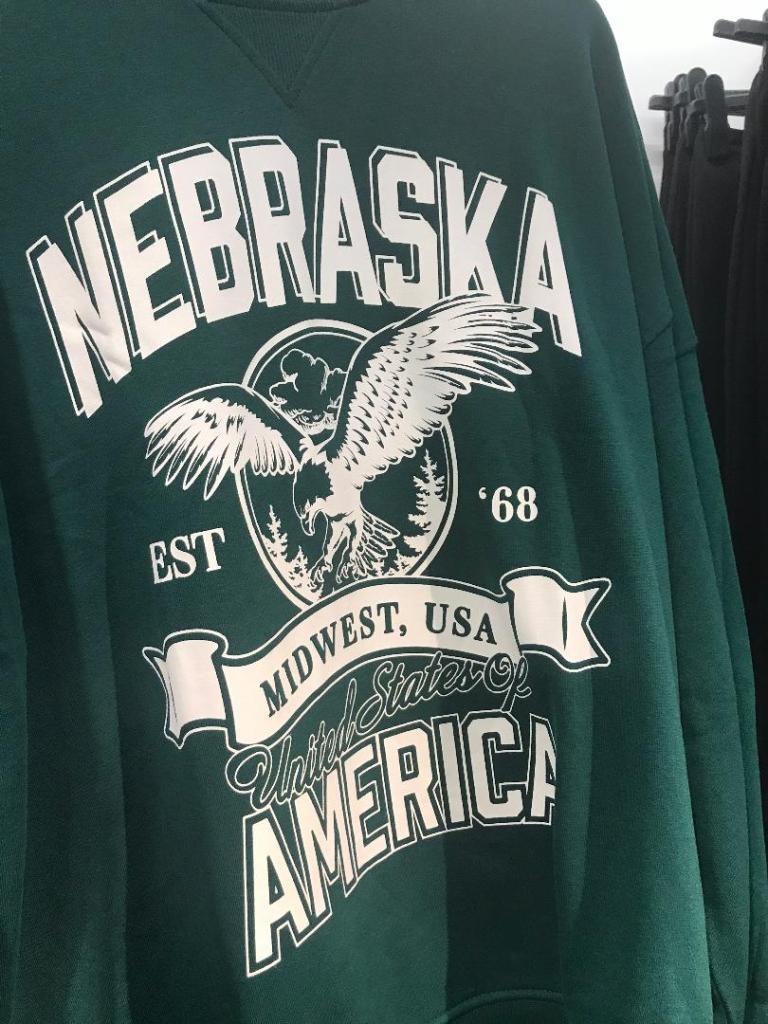 NEBRASKA
EST '68
MIDWEST, USA
United States Of
AMERICA